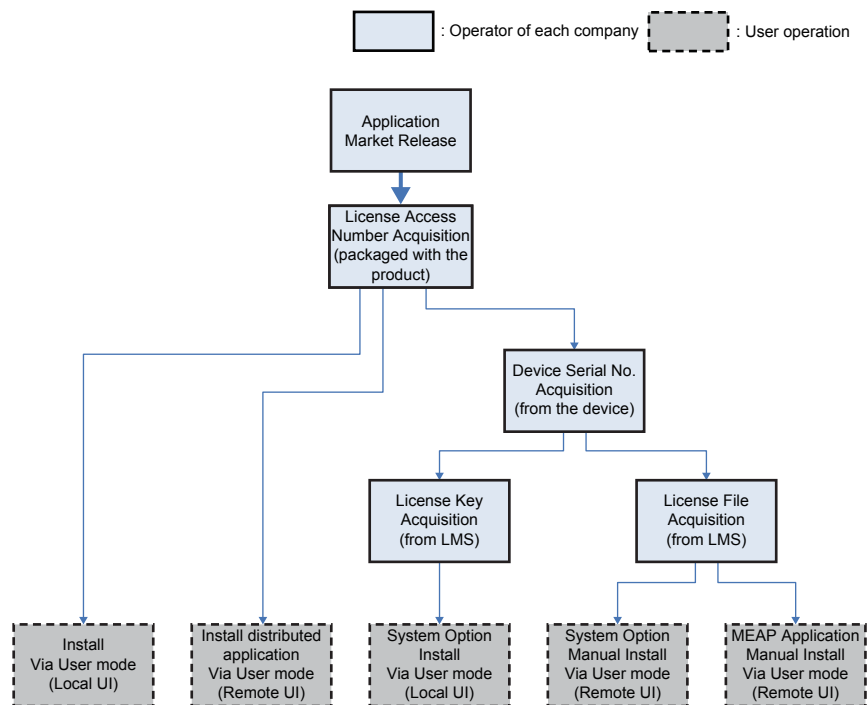 : Operator of each company
: User operation
Application
Market Release
License Access
Number Acquisition
(packaged with the
product)
Device Serial No.
Acquisition
(from the device)
License Key
Acquisition
(from LMS)
License File
Acquisition
(from LMS)
Install
Via User mode
(Local UI)
Install distributed
application
Via User mode
(Remote UI)
System Option
Install
Via User mode
(Local UI)
System Option
Manual Install
Via User mode
(Remote UI)
MEAP Application
Manual Install
Via User mode
(Remote UI)